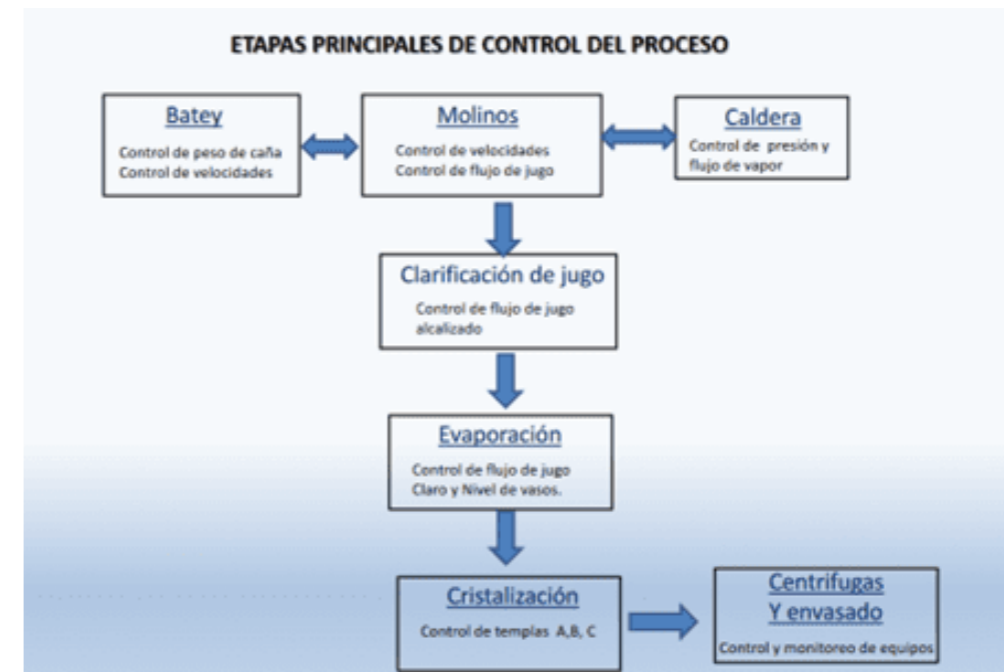 ETAPAS PRINCIPALES DE CONTROL DEL PROCESO
Batey
Control de peso de caña
Control de velocidades
Molinos
Control de velocidades
Control de flujo de jugo
Caldera
Control de presión y
flujo de vapor
Clarificación de jugo
Control de flujo de jugo
alcalizado
Evaporación
Control de flujo de jugo
Claro y Nivel de vasos.
Cristalización
Control de templas A,B, C
Centrifugas
Y envasado
Control y monitoreo de equipos